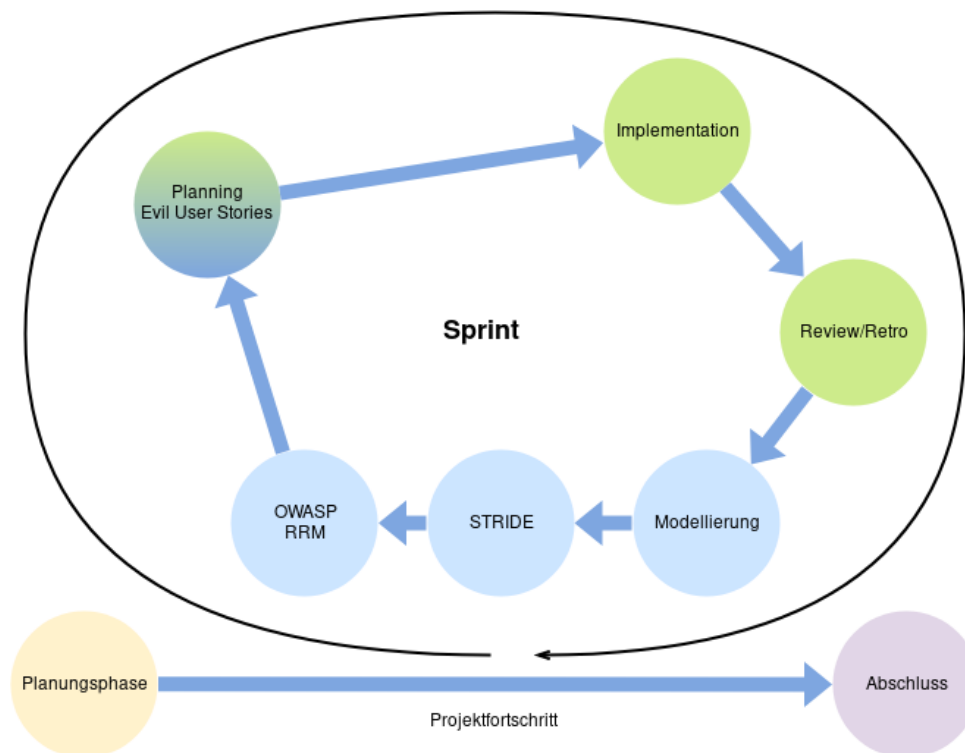 Implementation
Planning
Evil User Stories
Sprint
Review/Retro
OWASP
RRM
STRIDE
Modellierung
Planungsphase
Abschluss
Projektfortschritt